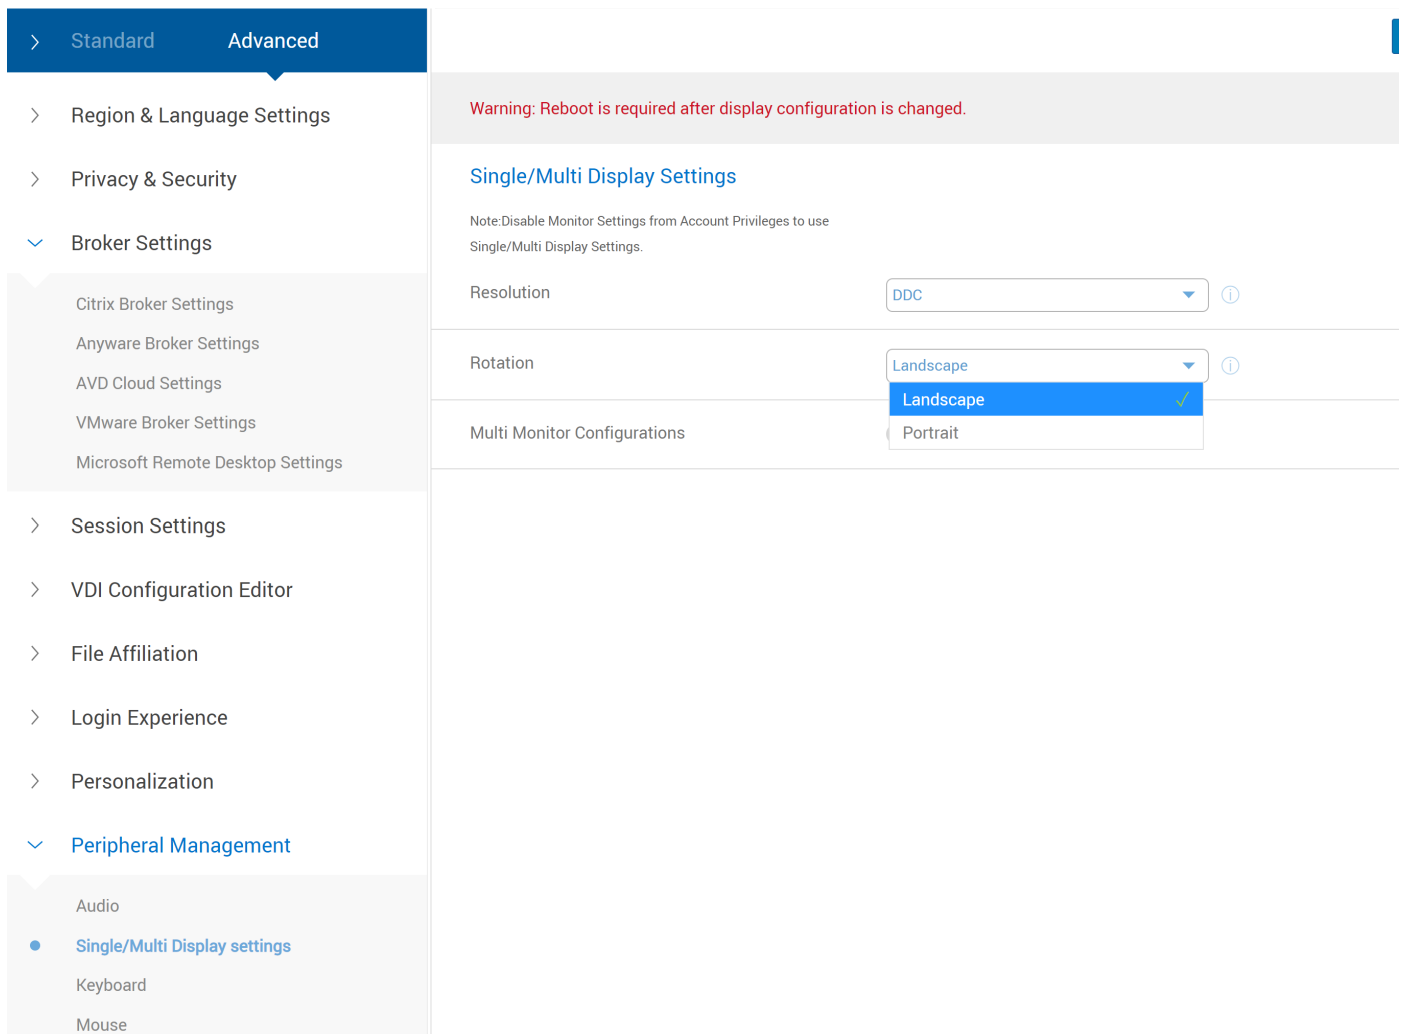 Standard Advanced
Region & Language Settings
Privacy & Security
Broker Settings
Citrix Broker Settings
Anyware Broker Settings
AVD Cloud Settings
VMware Broker Settings
Microsoft Remote Desktop Settings
Session Settings
VDI Configuration Editor
File Affiliation
Login Experience
Personalization
Peripheral Management
Audio
Single/Multi Display settings
Keyboard
Mouse
Warning: Reboot is required after display configuration is changed.
Single/Multi Display Settings
Note:Disable Monitor Settings from Account Privileges to use
Single/Multi Display Settings.
Resolution DDC
Rotation Landscape
Landscape
Portrait
Multi Monitor Configurations